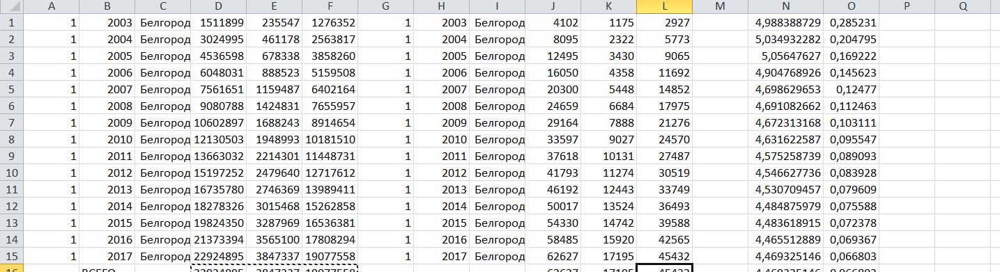 A B C D E F G H I J K L M N O P Q
1 1 2003 Белгород 1511899 235547 1276352 1 2003 Белгород 4102 1175 2927 4,988388729 0,285231
2 1 2004 Белгород 3024995 461178 2563817 1 2004 Белгород 8095 2322 5773 5,034932282 0,204795
3 1 2005 Белгород 4536598 678338 3858260 1 2005 Белгород 12495 3430 9065 5,05647627 0,169222
4 1 2006 Белгород 6048031 888523 5159508 1 2006 Белгород 16050 4358 11692 4,904768926 0,145623
5 1 2007 Белгород 7561651 1159487 6402164 1 2007 Белгород 20300 5448 14852 4,698629653 0,12477
6 1 2008 Белгород 9080788 1424831 7655957 1 2008 Белгород 24659 6684 17975 4,691082662 0,112463
7 1 2009 Белгород 10602897 1688243 8914654 1 2009 Белгород 29164 7888 21276 4,672313168 0,103111
8 1 2010 Белгород 12130503 1948993 10181510 1 2010 Белгород 33597 9027 24570 4,631622587 0,095547
9 1 2011 Белгород 13663032 2214301 11448731 1 2011 Белгород 37618 10131 27487 4,575258739 0,089093
10 1 2012 Белгород 15197252 2479640 12717612 1 2012 Белгород 41793 11274 30519 4,546627736 0,083928
11 1 2013 Белгород 16735780 2746369 13989411 1 2013 Белгород 46192 12443 33749 4,530709457 0,079609
12 1 2014 Белгород 18278326 3015468 15262858 1 2014 Белгород 50017 13524 36493 4,484875979 0,075588
13 1 2015 Белгород 19824350 3287969 16536381 1 2015 Белгород 54330 14742 39588 4,483618915 0,072378
14 1 2016 Белгород 21373394 3565100 17808294 1 2016 Белгород 58485 15920 42565 4,465512889 0,069367
15 1 2017 Белгород 22924895 3847337 19077558 1 2017 Белгород 62627 17195 45432 4,469325146 0,066803
16 ВСЕГО 22924895 3847337 19077558 62627 17195 45432 4,469325146 0,066803